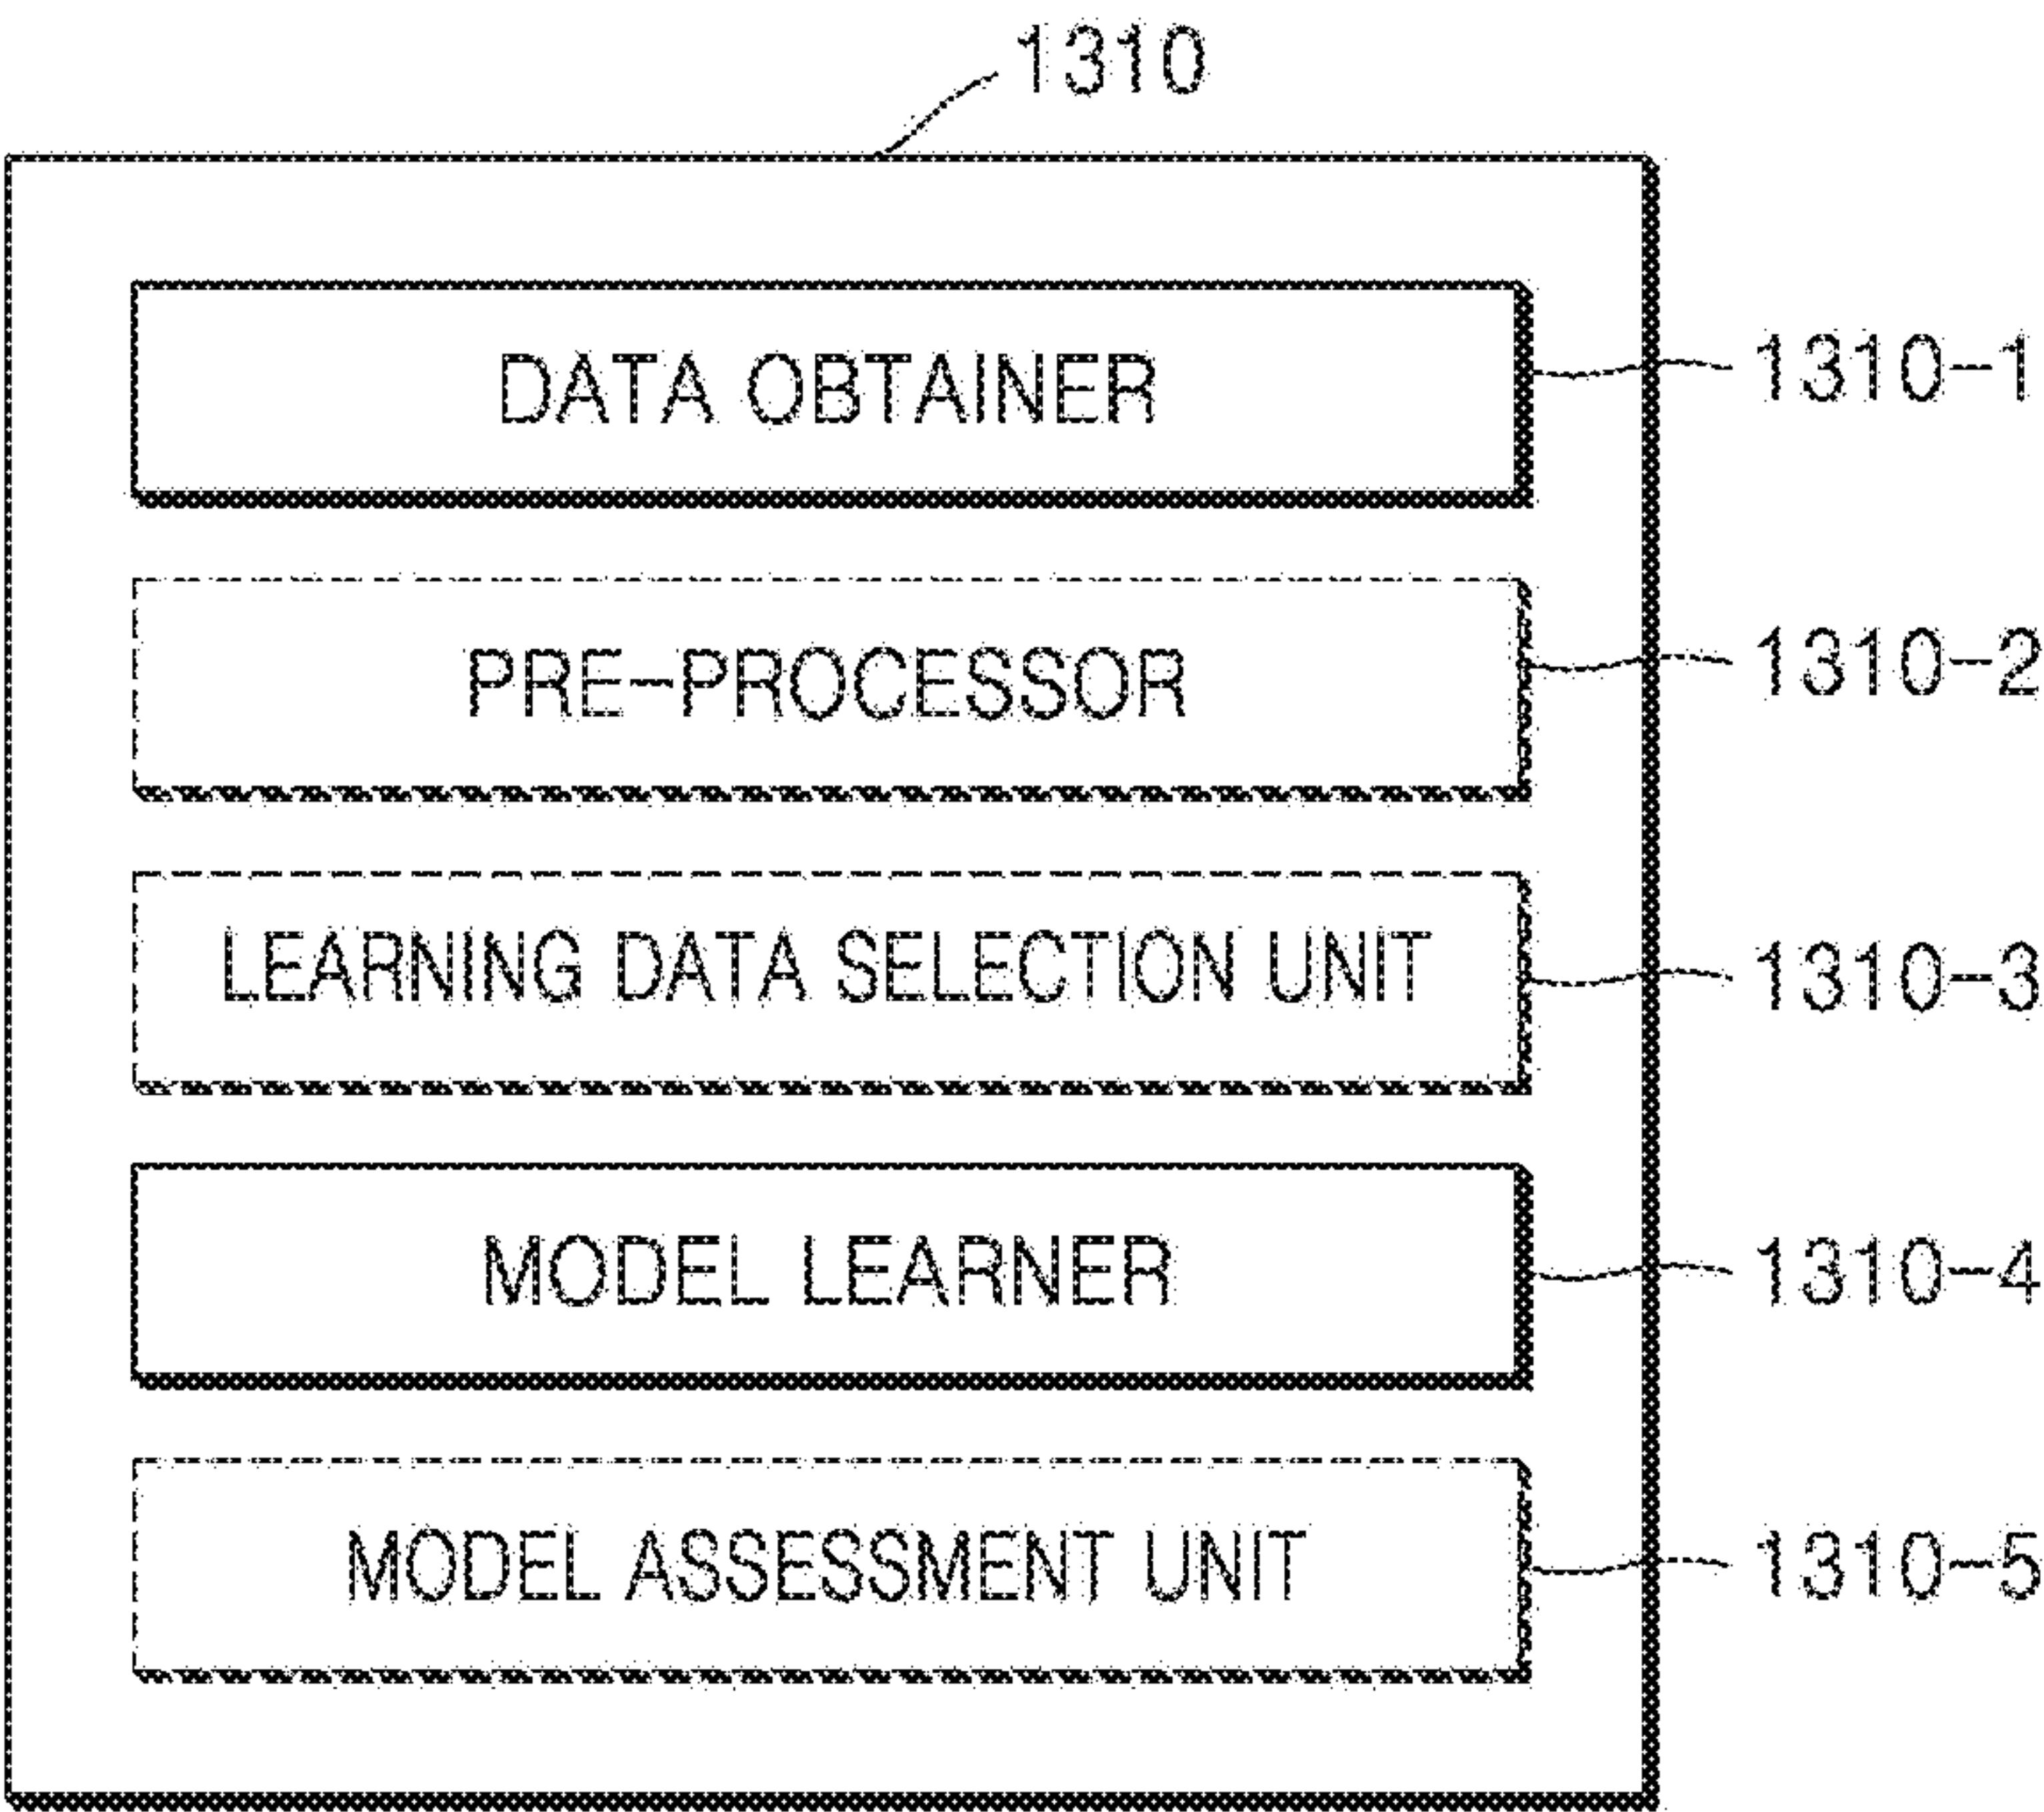 1310
DATA OBTAINER
1310-1
PRE-PROCESSOR
1310-2
LEARNING DATA SELECTION UNIT
1310-3
MODEL LEARNER
1310-4
MODEL ASSESSMENT UNIT
1310-5